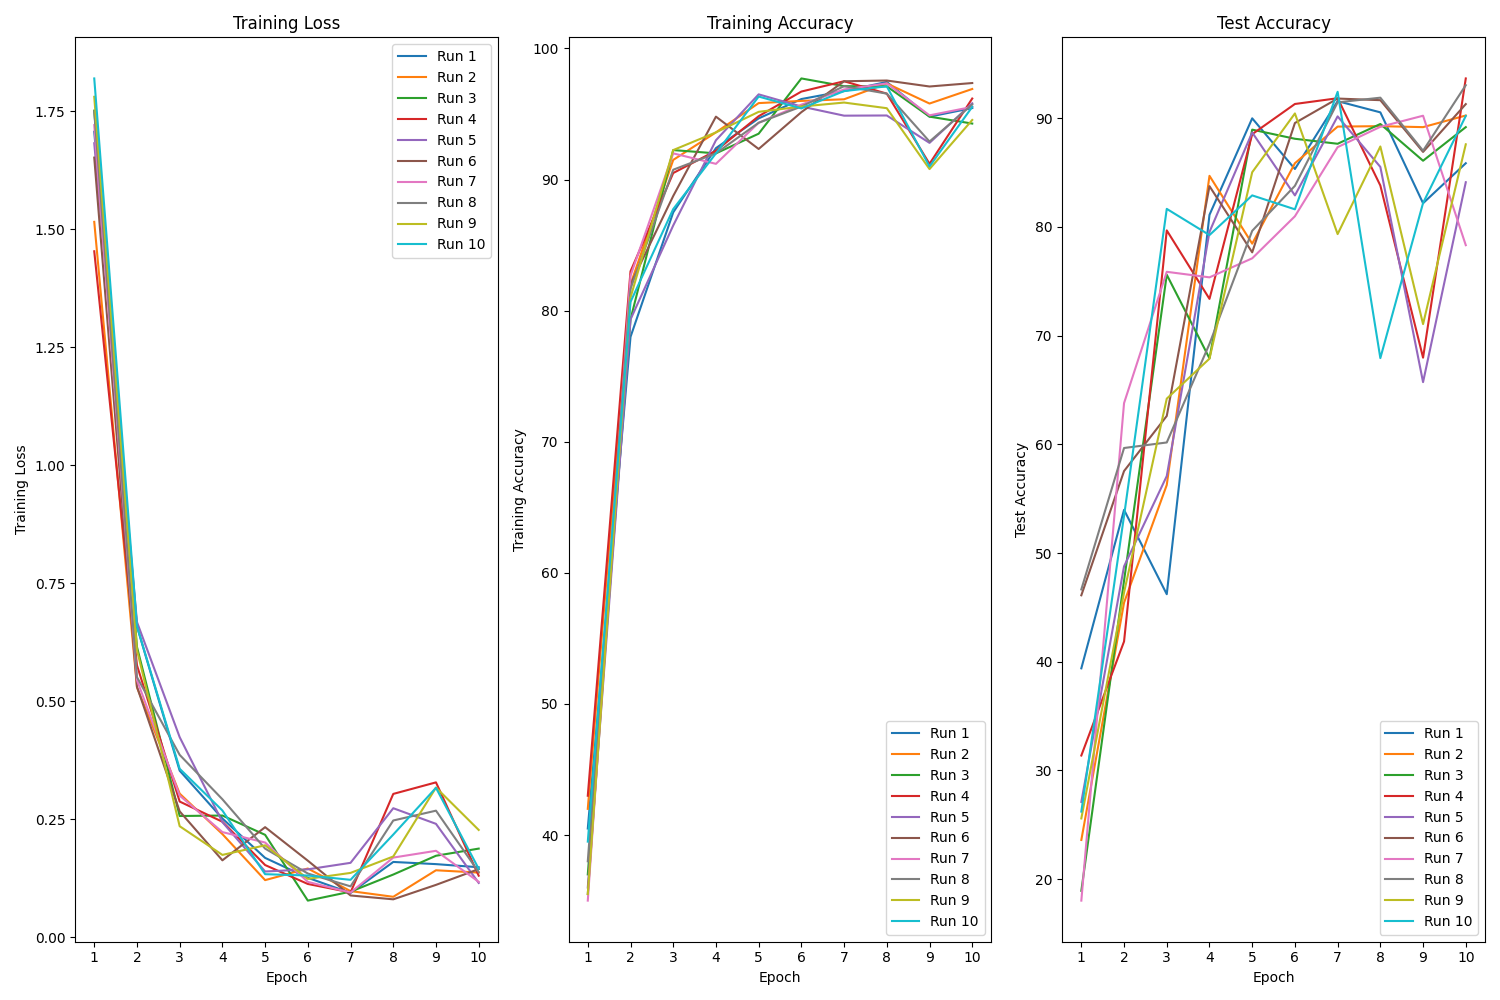 Training Loss
Training Loss
1.75
1.50
1.25
1.00
0.75
0.50
0.25
0.00
1 2 3 4 5 6 7 8 9 10
Epoch
Run 1
Run 2
Run 3
Run 4
Run 5
Run 6
Run 7
Run 8
Run 9
Run 10
Training Accuracy
Training Accuracy
100
90
80
70
60
50
40
1 2 3 4 5 6 7 8 9 10
Epoch
Run 1
Run 2
Run 3
Run 4
Run 5
Run 6
Run 7
Run 8
Run 9
Run 10
Test Accuracy
Test Accuracy
90
80
70
60
50
40
30
20
1 2 3 4 5 6 7 8 9 10
Epoch
Run 1
Run 2
Run 3
Run 4
Run 5
Run 6
Run 7
Run 8
Run 9
Run 10